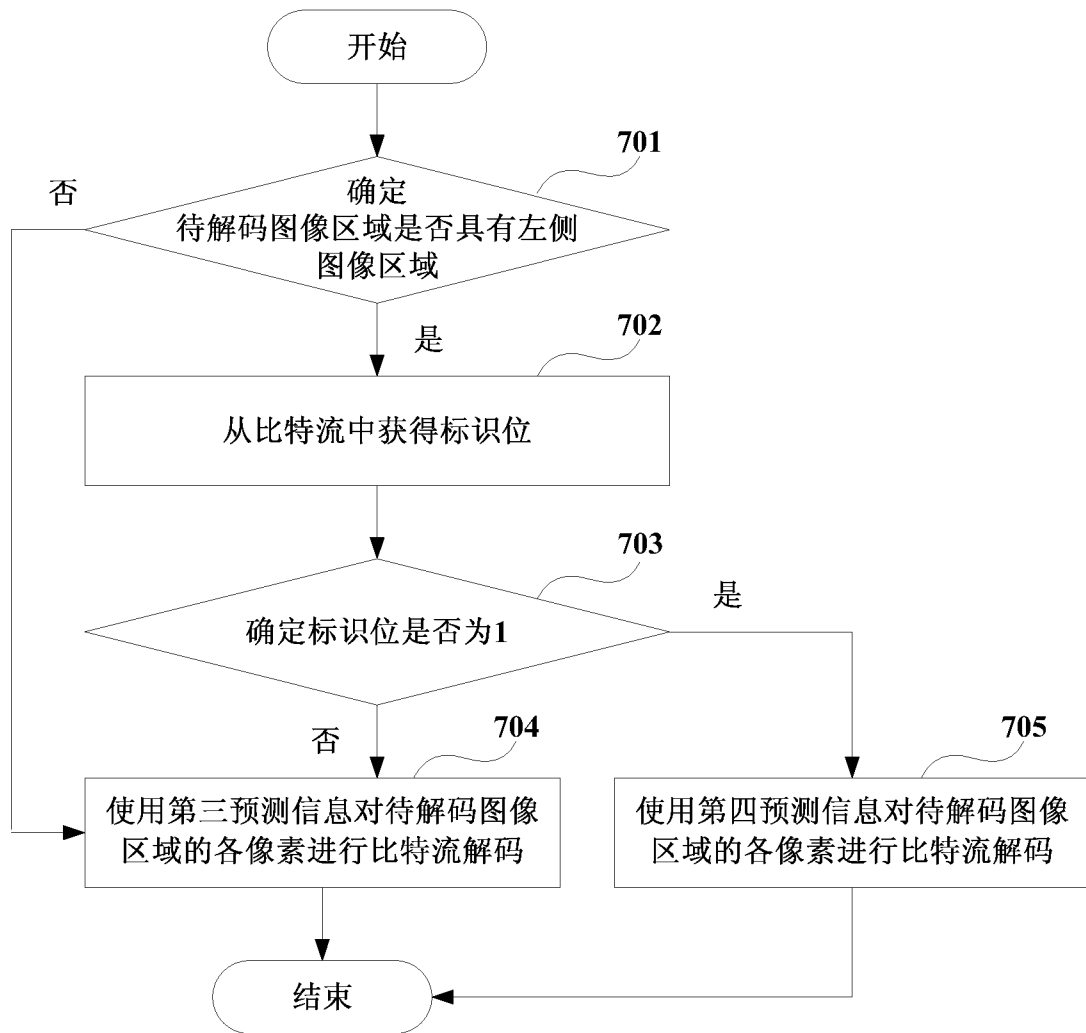 开始
701
否
确定
待解码图像区域是否具有左侧
图像区域
是
702
从比特流中获得标识位
703
确定标识位是否为1
是
否
704
使用第三预测信息对待解码图像
区域的各像素进行比特流解码
705
使用第四预测信息对待解码图像
区域的各像素进行比特流解码
结束